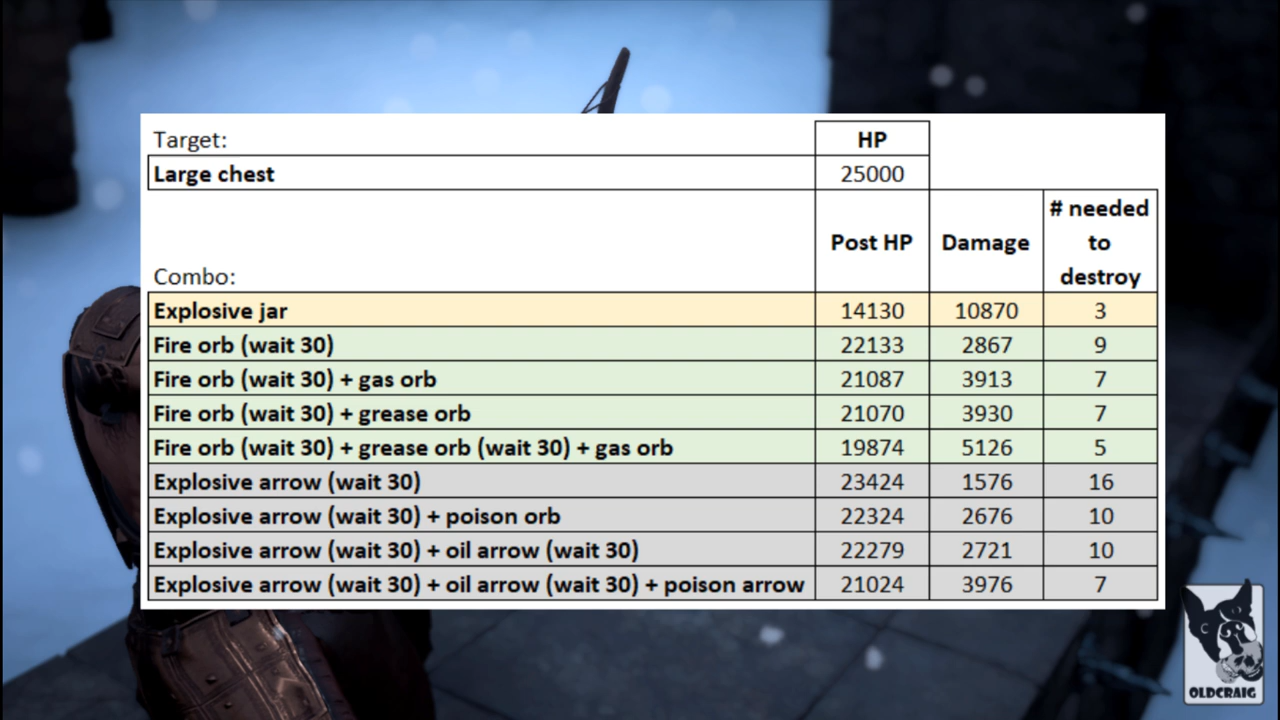 Target: HP
Large chest 25000
Combo: Post HP Damage # needed to destroy
Explosive jar 14130 10870 3
Fire orb (wait 30) 22133 2867 9
Fire orb (wait 30) + gas orb 21087 3913 7
Fire orb (wait 30) + grease orb 21070 3930 7
Fire orb (wait 30) + grease orb (wait 30) + gas orb 19874 5126 5
Explosive arrow (wait 30) 23424 1576 16
Explosive arrow (wait 30) + poison orb 22324 2676 10
Explosive arrow (wait 30) + oil arrow (wait 30) 22279 2721 10
Explosive arrow (wait 30) + oil arrow (wait 30) + poison arrow 21024 3976 7
OLDCRAIG